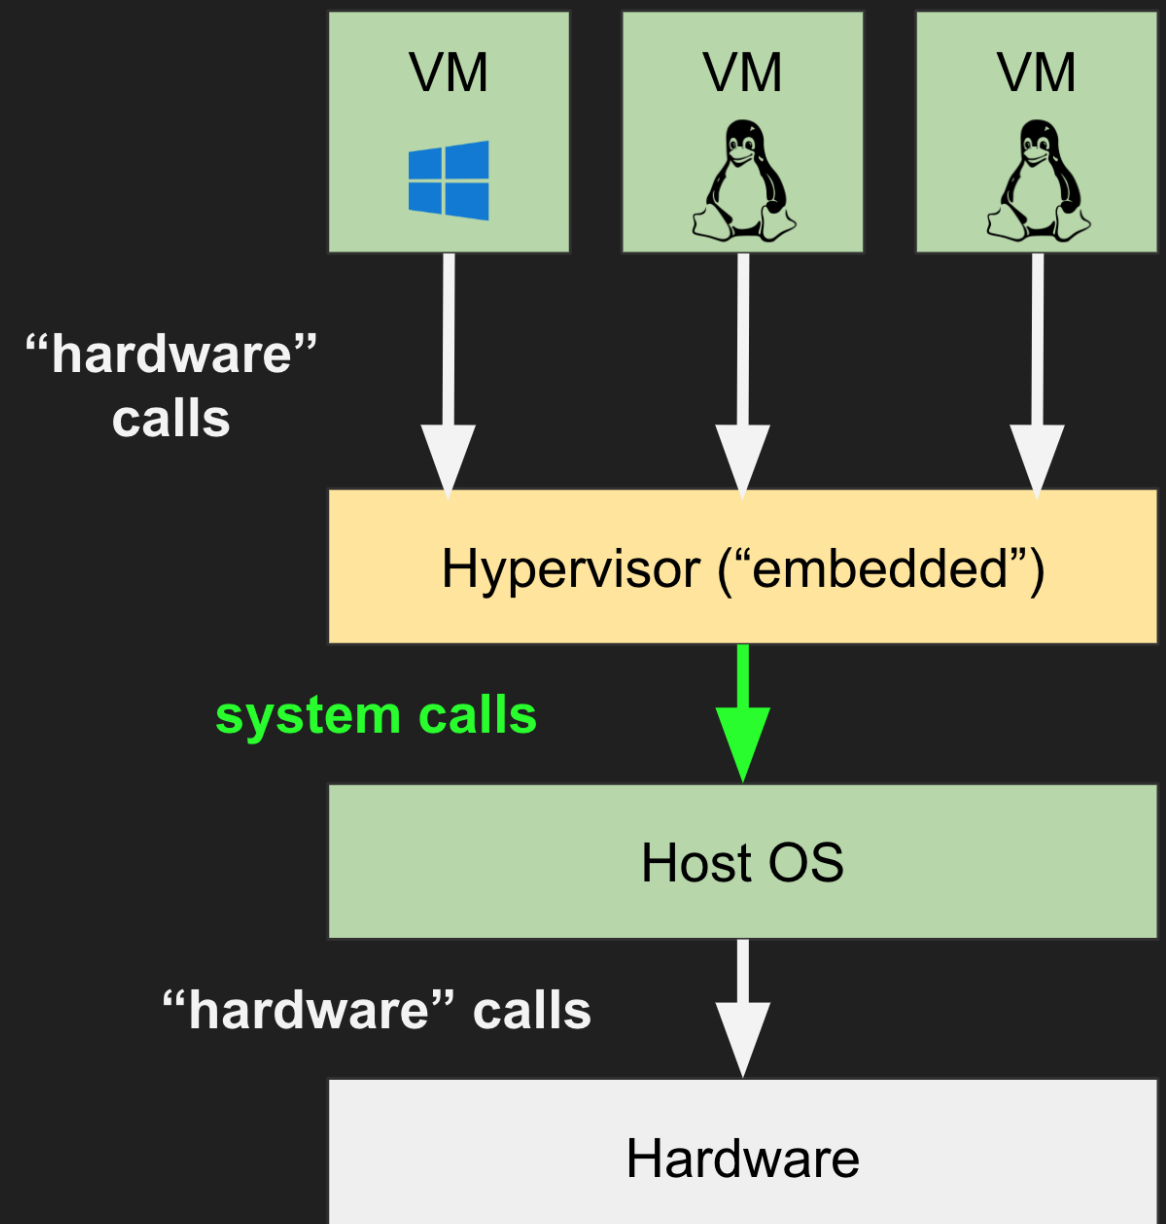 VM
VM
VM
“hardware”
calls
Hypervisor (“embedded”)
system calls
Host OS
“hardware” calls
Hardware